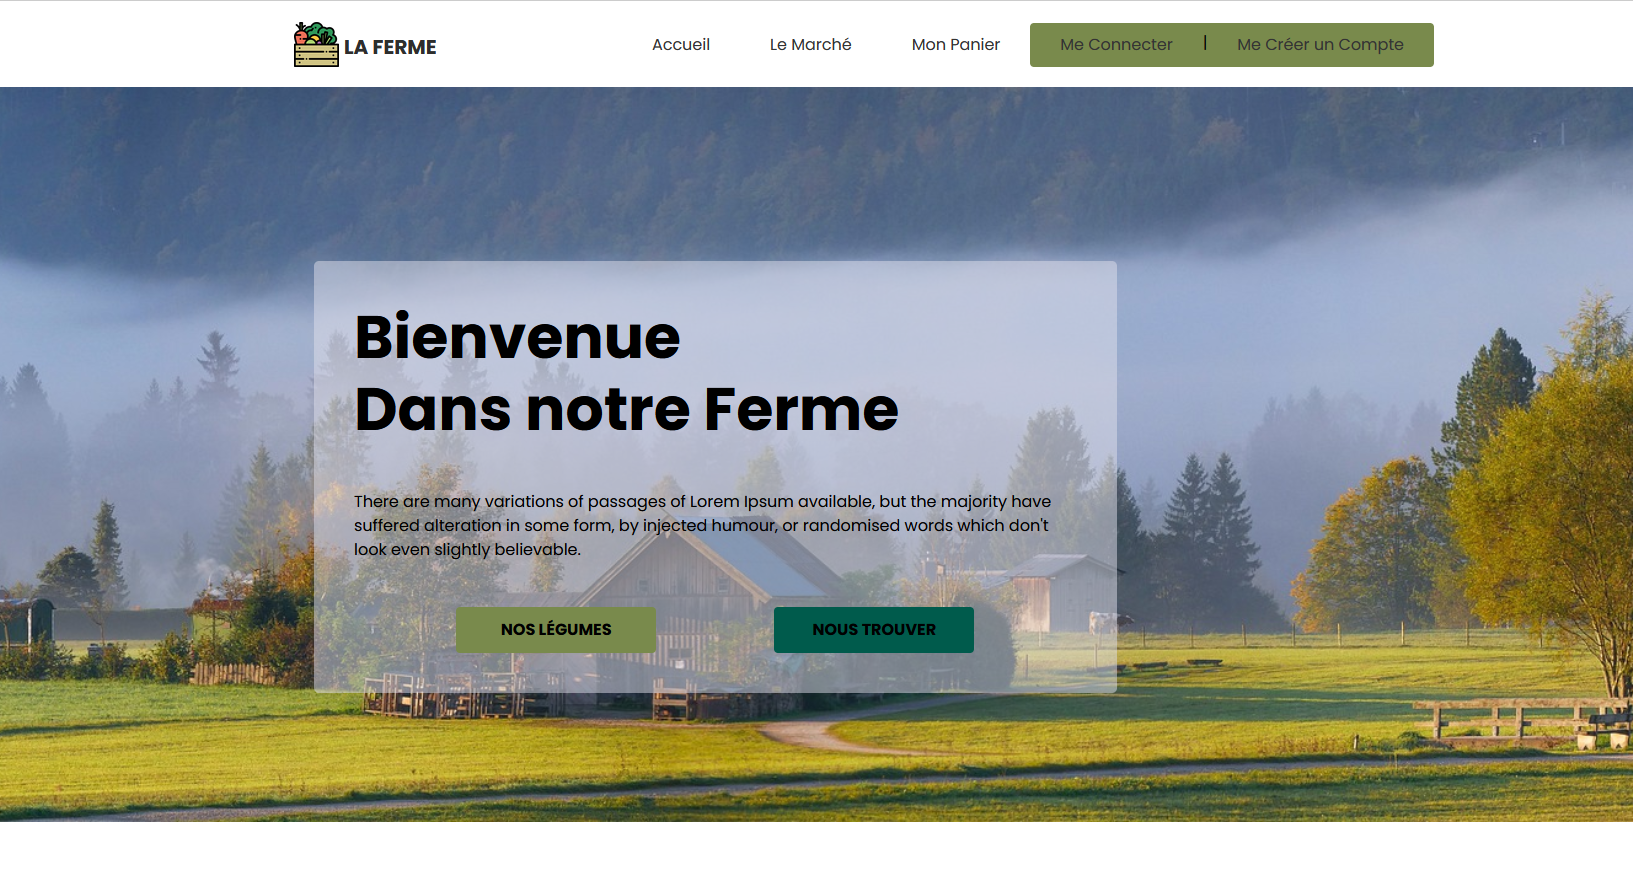 LA FERME
Accueil
Le Marché
Mon Panier
Me Connecter | Me Créer un Compte
Bienvenue
Dans notre Ferme
There are many variations of passages of Lorem Ipsum available, but the majority have
suffered alteration in some form, by injected humour, or randomised words which don't
look even slightly believable.
NOS LÉGUMES
NOUS TROUVER